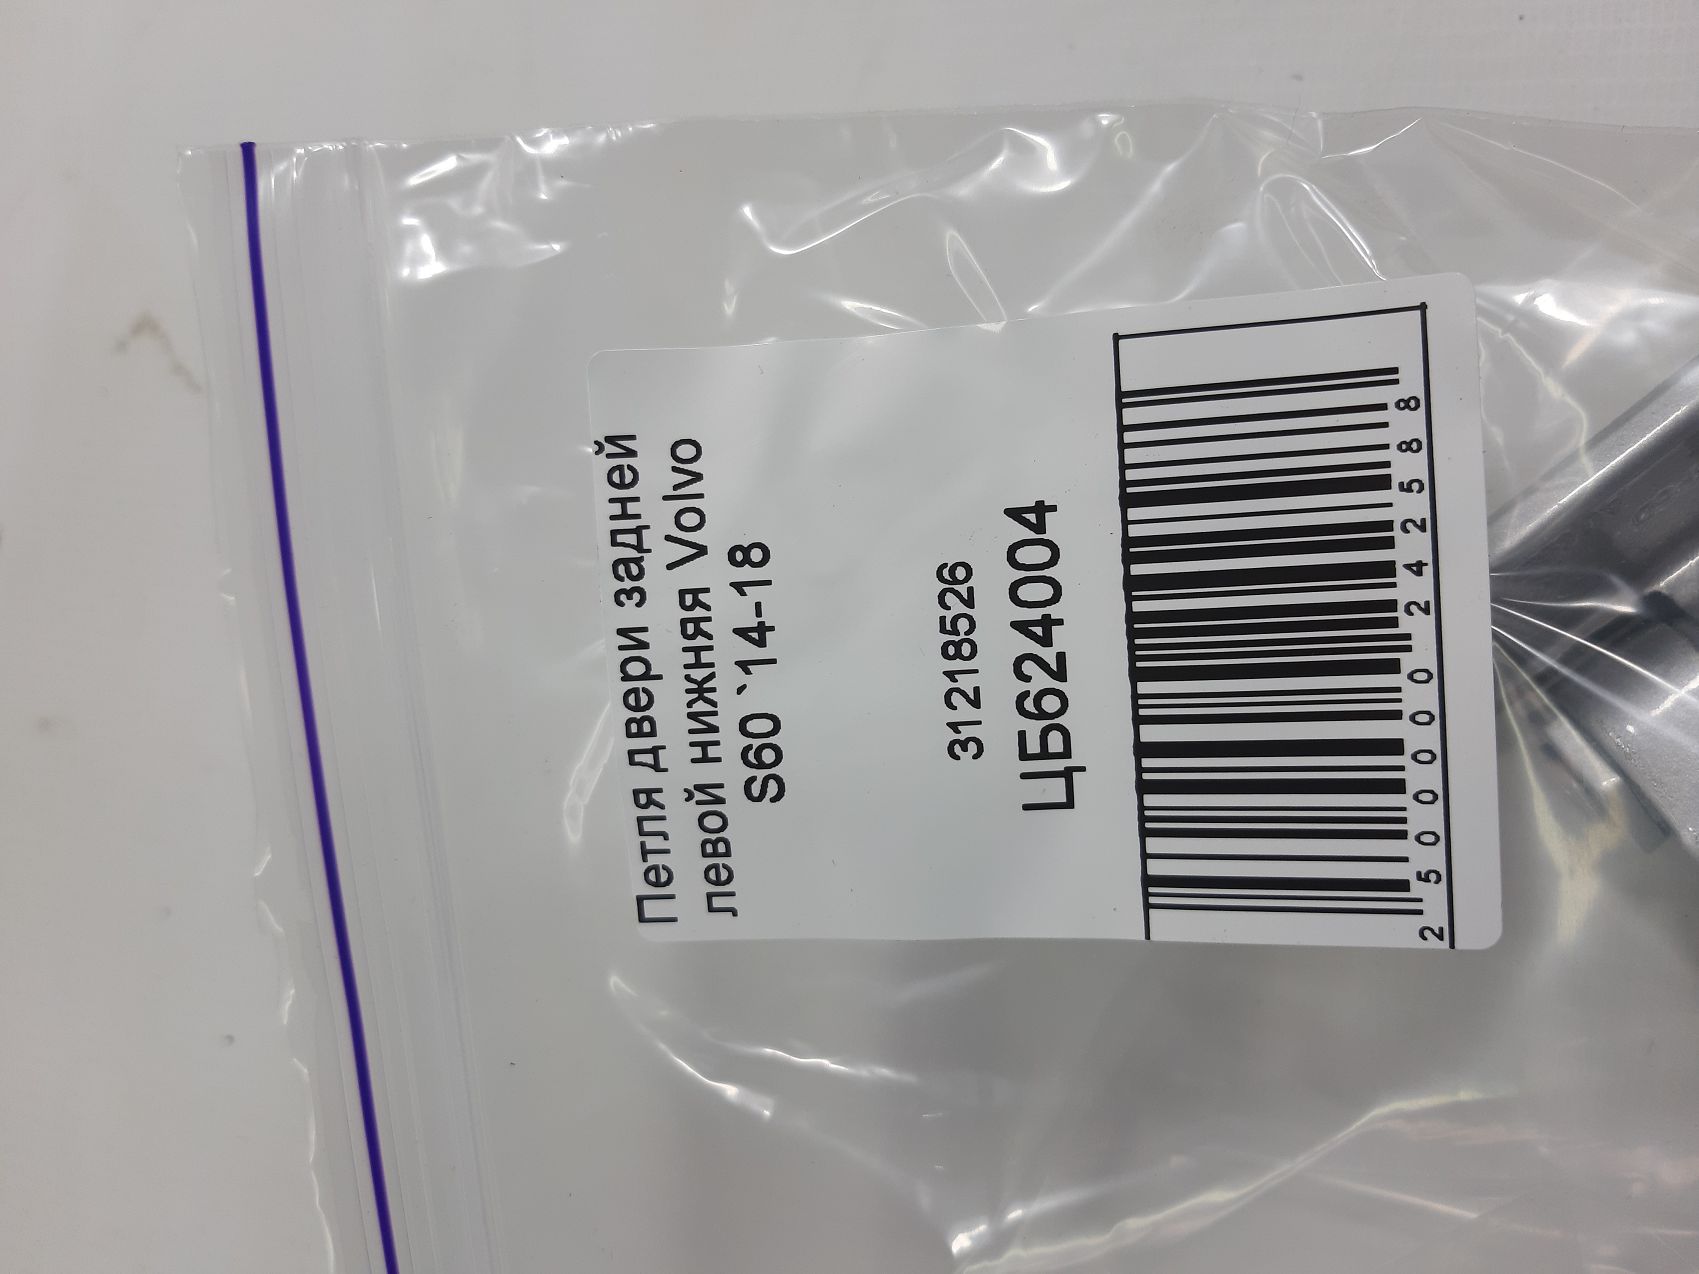 Петля двери задней
левой нижняя Volvo
S60 `14-18
31218526
ЦБ624004
2500000242588